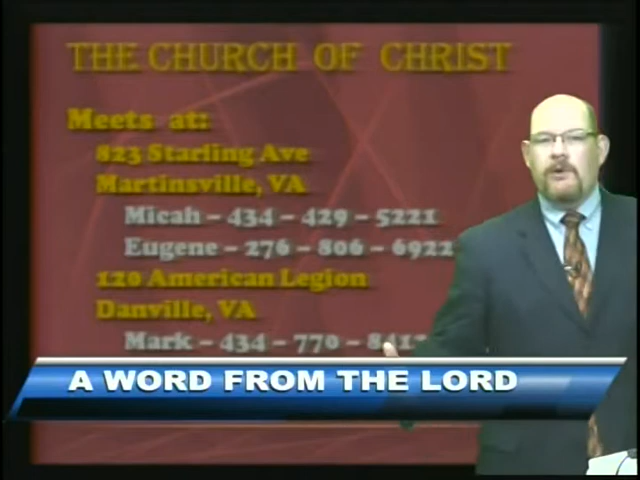 THE CHURCH OF CHRIST
Meets at:
823 Starling Ave
Martinsville, VA
Micah – 434 – 429 – 5221
Eugene – 276 – 806 – 6922
120 American Legion
Danville, VA
Mark – 434 – 770 –
A WORD FROM THE LORD